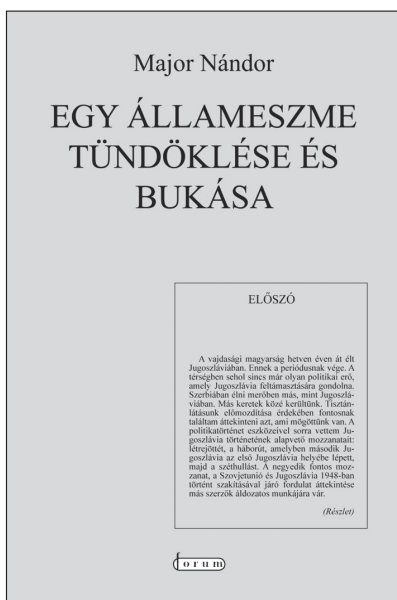 Major Nándor
EGY ÁLLAMESZME
TÜNDÖKLÉSE ÉS
BUKÁSA
ELŐSZÓ
A vajdasági magyarság hetven éven át élt
Jugoszláviában. Ennek a periódusnak vége. A
térségben sehol sincs már olyan politikai erő,
amely Jugoszlávia feltámasztására gondolna.
Szerbiában élni merőben más, mint Jugoszlá-
viában. Más keretek közé kerültünk. Tisztán-
látásunk előmozdítása érdekében fontosnak
találtam áttekinteni azt, ami mögöttünk van. A
politikatörténet eszközeivel sorra vettem Ju-
goszlávia történetének alapvető mozzanatait:
létrejöttét, a háborút, amelyben második Ju-
goszlávia az első Jugoszlávia helyébe lépett,
majd a széthullást. A negyedik fontos moz-
zanat, a Szovjetunió és Jugoszlávia 1948-ban
történt szakításával járó fordulat áttekintése
más szerzők áldozatos munkájára vár.
(Részlet)
forum